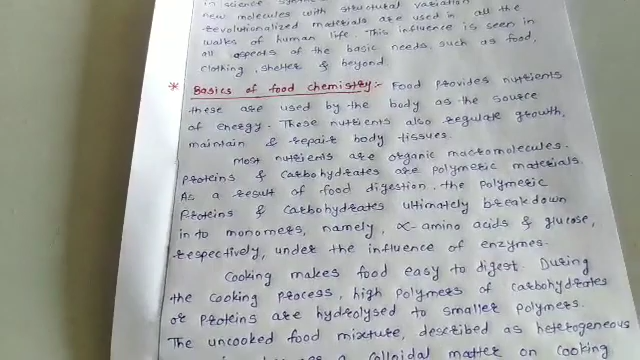 in science
new molecules with structural variation
revolutionalized materials are used in all the
walks of human life. This influence is seen in
all aspects of the basic needs, such as food,
clothing, shelter & beyond.
* Basics of food chemistry:- Food provides nutrients
these are used by the body as the source
of energy. These nutrients also regulate growth,
maintain & repair body tissues.
Most nutrients are organic macromolecules.
Proteins & carbohydrates are polymeric materials.
As a result of food digestion, the polymeric
Proteins & carbohydrates ultimately breakdown
in to monomers, namely, ∝-amino acids & glucose,
respectively, under the influence of enzymes.
Cooking makes food easy to digest. During
the cooking process, high polymers of carbohydrates
or proteins are hydrolysed to smaller polymers.
The uncooked food mixture, described as heterogeneous
a colloidal matter on cooking